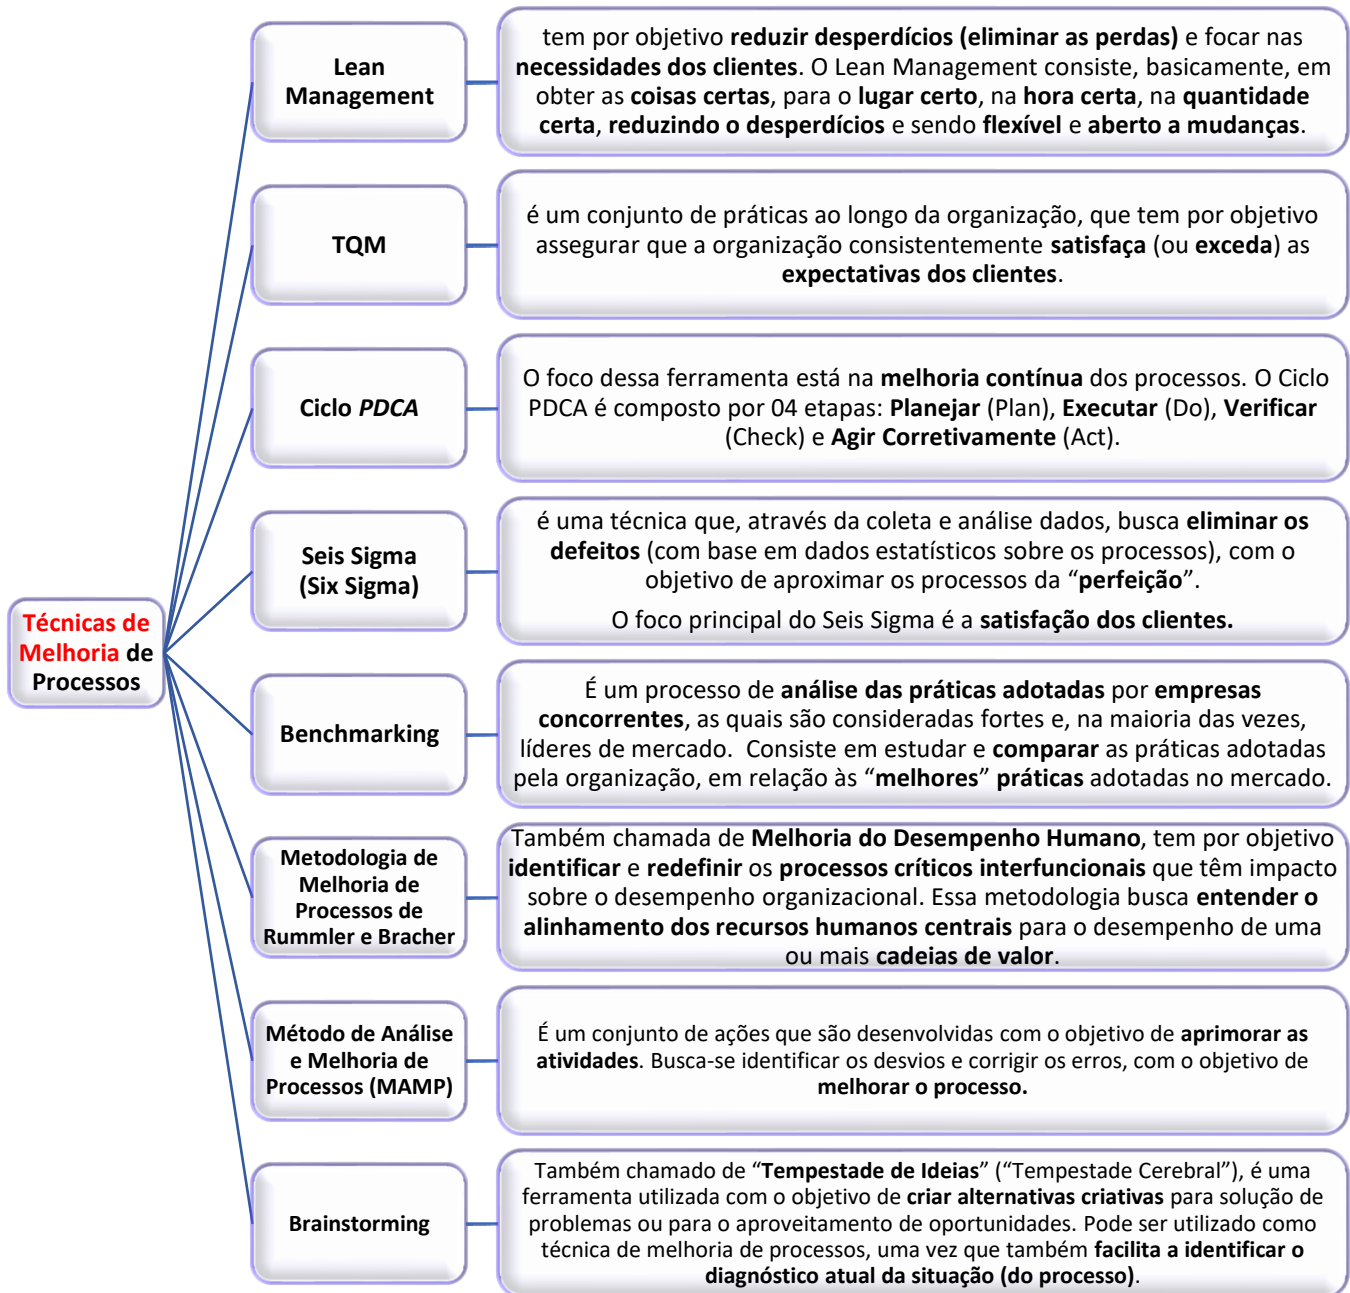 Técnicas de
Melhoria de
Processos
Lean
Management
tem por objetivo reduzir desperdícios (eliminar as perdas) e focar nas
necessidades dos clientes. O Lean Management consiste, basicamente, em
obter as coisas certas, para o lugar certo, na hora certa, na quantidade
certa, reduzindo o desperdícios e sendo flexível e aberto a mudanças.
TQM
é um conjunto de práticas ao longo da organização, que tem por objetivo
assegurar que a organização consistentemente satisfaça (ou exceda) as
expectativas dos clientes.
Ciclo PDCA
O foco dessa ferramenta está na melhoria contínua dos processos. O Ciclo
PDCA é composto por 04 etapas: Planejar (Plan), Executar (Do), Verificar
(Check) e Agir Corretivamente (Act).
Seis Sigma
(Six Sigma)
é uma técnica que, através da coleta e análise dados, busca eliminar os
defeitos (com base em dados estatísticos sobre os processos), com o
objetivo de aproximar os processos da “perfeição”.
O foco principal do Seis Sigma é a satisfação dos clientes.
Benchmarking
É um processo de análise das práticas adotadas por empresas
concorrentes, as quais são consideradas fortes e, na maioria das vezes,
líderes de mercado. Consiste em estudar e comparar as práticas adotadas
pela organização, em relação às “melhores” práticas adotadas no mercado.
Metodologia de
Melhoria de
Processos de
Rummler e Bracher
Também chamada de Melhoria do Desempenho Humano, tem por objetivo
identificar e redefinir os processos críticos interfuncionais que têm impacto
sobre o desempenho organizacional. Essa metodologia busca entender o
alinhamento dos recursos humanos centrais para o desempenho de uma
ou mais cadeias de valor.
Método de Análise
e Melhoria de
Processos (MAMP)
É um conjunto de ações que são desenvolvidas com o objetivo de aprimorar as
atividades. Busca-se identificar os desvios e corrigir os erros, com o objetivo de
melhorar o processo.
Brainstorming
Também chamado de “Tempestade de Ideias” (“Tempestade Cerebral”), é uma
ferramenta utilizada com o objetivo de criar alternativas criativas para solução de
problemas ou para o aproveitamento de oportunidades. Pode ser utilizado como
técnica de melhoria de processos, uma vez que também facilita a identificar o
diagnóstico atual da situação (do processo).